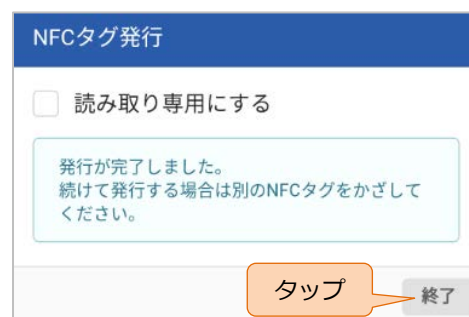 NFCタグ発行
読み取り専用にする
発行が完了しました。
続けて発行する場合は別のNFCタグをかざして
ください。
タップ
終了